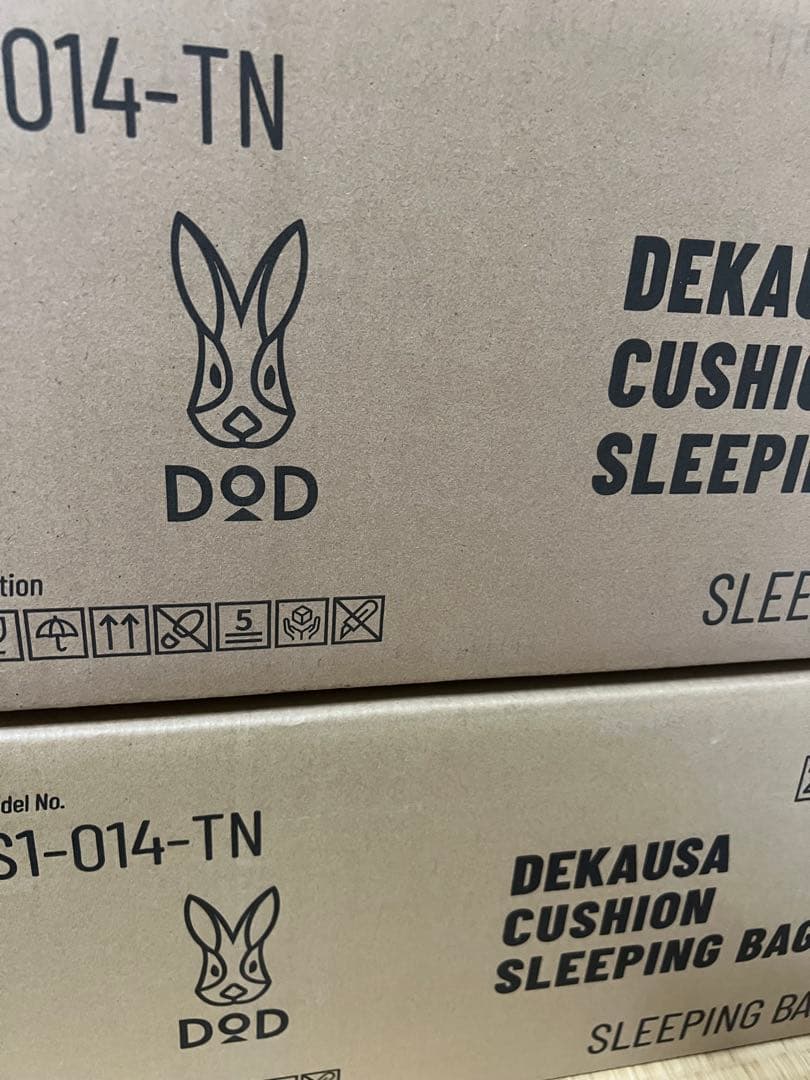 014-TN
DEKAU
CUSHIO
SLEEPI
DOD
SLEE
tion
5
del No.
S1-014-TN
DEKAUSA
CUSHION
SLEEPING BAG
DOD
SLEEPING BA